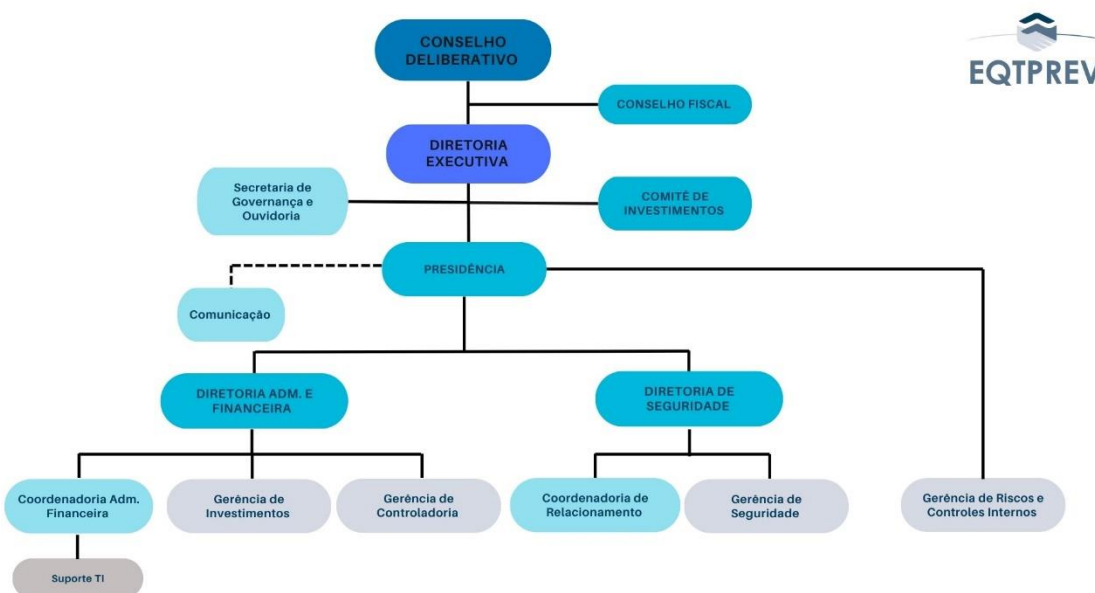 CONSELHO
DELIBERATIVO
EQTPREV
CONSELHO FISCAL
DIRETORIA
EXECUTIVA
Secretaria de
Governança e
Ouvidoria
COMITÊ DE
INVESTIMENTOS
PRESIDÊNCIA
Comunicação
DIRETORIA ADM. E
FINANCEIRA
DIRETORIA DE
SEGURIDADE
Coordenadoria Adm.
Financeira
Gerência de
Investimentos
Gerência de
Controladoria
Coordenadoria de
Relacionamento
Gerência de
Seguridade
Gerência de Riscos e
Controles Internos
Suporte TI